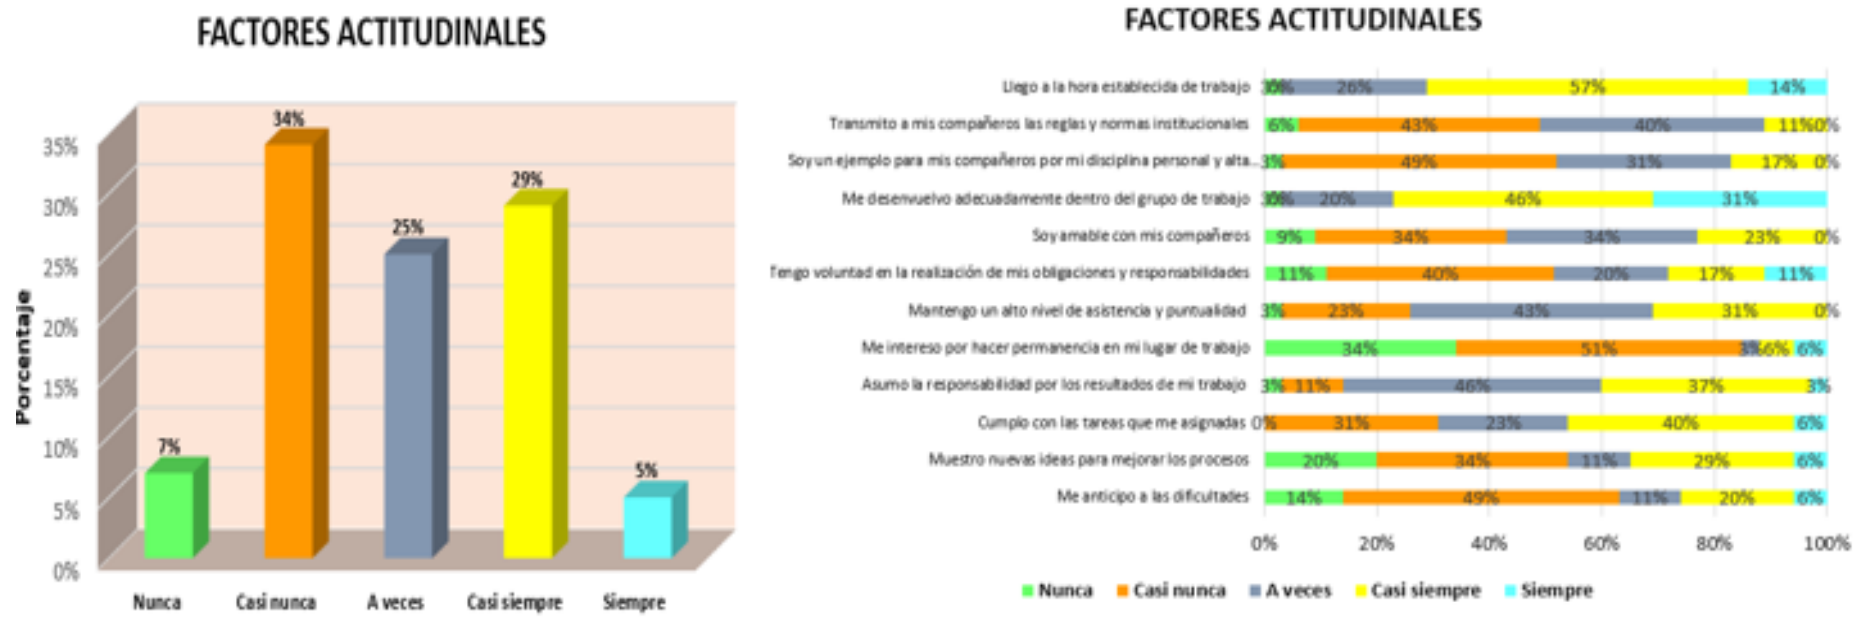 FACTORES ACTITUDINALES
34%
29%
25%
7%
5%
35%
30%
25%
20%
15%
10%
5%
0%
Porcentaje
Nunca Casi nunca A veces Casi siempre Siempre
FACTORES ACTITUDINALES
Llego a la hora establecida de trabajo 3% 0% 26% 57% 14%
Transmito a mis compañeros las reglas y normas institucionales 6% 43% 40% 11% 0%
Soy un ejemplo para mis compañeros por mi disciplina personal y alta... 3% 49% 31% 17% 0%
Me desenvuelvo adecuadamente dentro del grupo de trabajo 3% 0% 20% 46% 31%
Soy amable con mis compañeros 9% 34% 34% 23% 0%
Tengo voluntad en la realización de mis obligaciones y responsabilidades 11% 40% 20% 17% 11%
Mantengo un alto nivel de asistencia y puntualidad 3% 23% 43% 31% 0%
Me intereso por hacer permanencia en mi lugar de trabajo 34% 51% 3% 6% 6%
Asumo la responsabilidad por los resultados de mi trabajo 3% 11% 46% 37% 3%
Cumplo con las tareas que me asignadas 0% 31% 23% 40% 6%
Muestro nuevas ideas para mejorar los procesos 20% 34% 11% 29% 6%
Me anticipo a las dificultades 14% 49% 11% 20% 6%
0% 20% 40% 60% 80% 100%
Nunca Casi nunca A veces Casi siempre Siempre